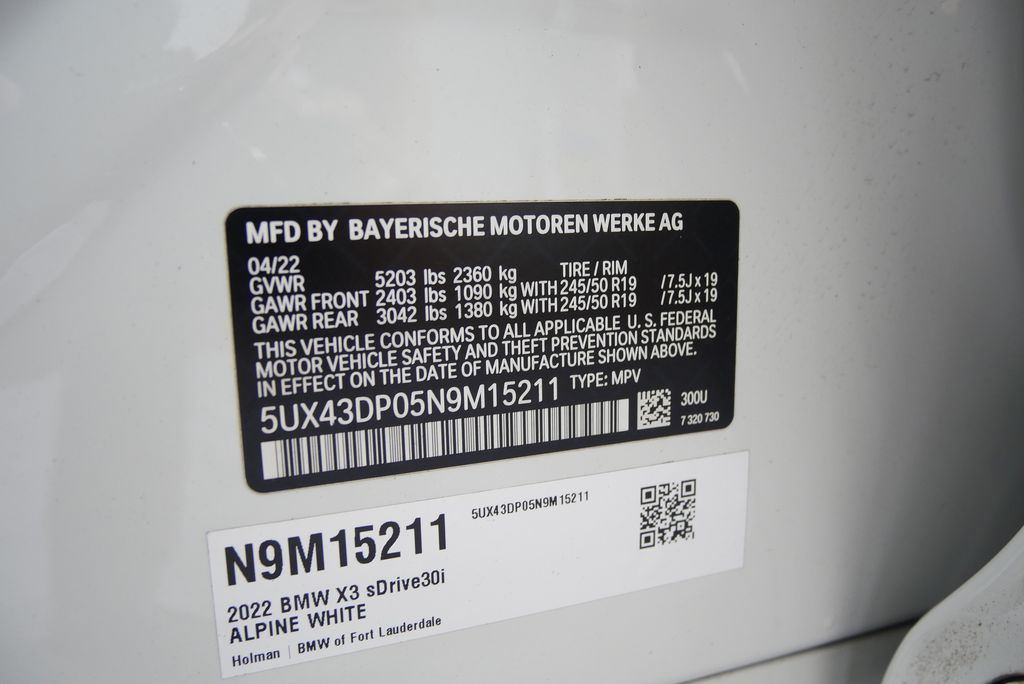 MFD BY BAYERISCHE MOTOREN WERKE AG
04/22 TIRE / RIM
GVWR 5203 lbs 2360 kg
GAWR FRONT 2403 lbs 1090 kg WITH 245/50 R19 /7.5J x 19
GAWR REAR 3042 lbs 1380 kg WITH 245/50 R19 /7.5J x 19
THIS VEHICLE CONFORMS TO ALL APPLICABLE U. S. FEDERAL
MOTOR VEHICLE SAFETY AND THEFT PREVENTION STANDARDS
IN EFFECT ON THE DATE OF MANUFACTURE SHOWN ABOVE.
5UX43DP05N9M15211 TYPE: MPV
300U
7 320 730
N9M15211 5UX43DP05N9M15211
2022 BMW X3 sDrive30i
ALPINE WHITE
Holman | BMW of Fort Lauderdale